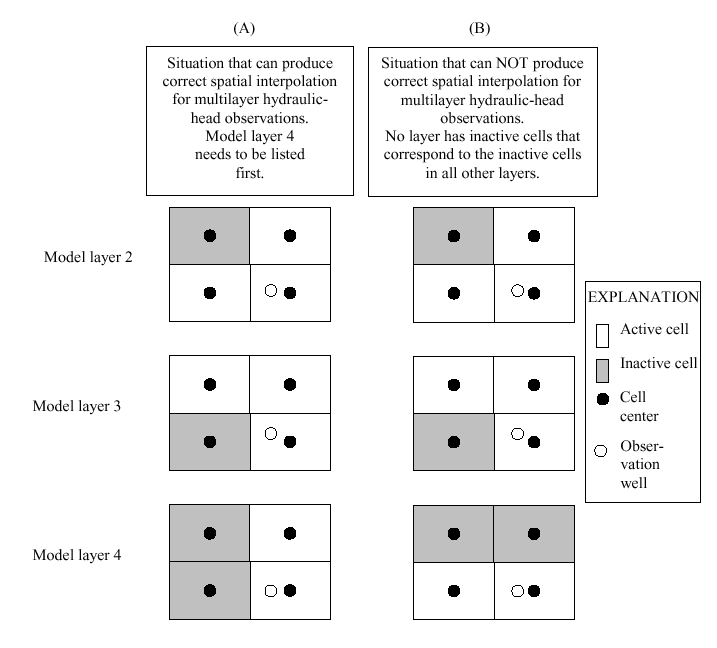 (A)
Situation that can produce
correct spatial interpolation
for multilayer hydraulic-
head observations.
Model layer 4
needs to be listed
first.
(B)
Situation that can NOT produce
correct spatial interpolation for
multilayer hydraulic-head
observations.
No layer has inactive cells that
correspond to the inactive cells
in all other layers.
Model layer 2
Model layer 3
Model layer 4
EXPLANATION
Active cell
Inactive cell
Cell
center
Obser-
vation
well